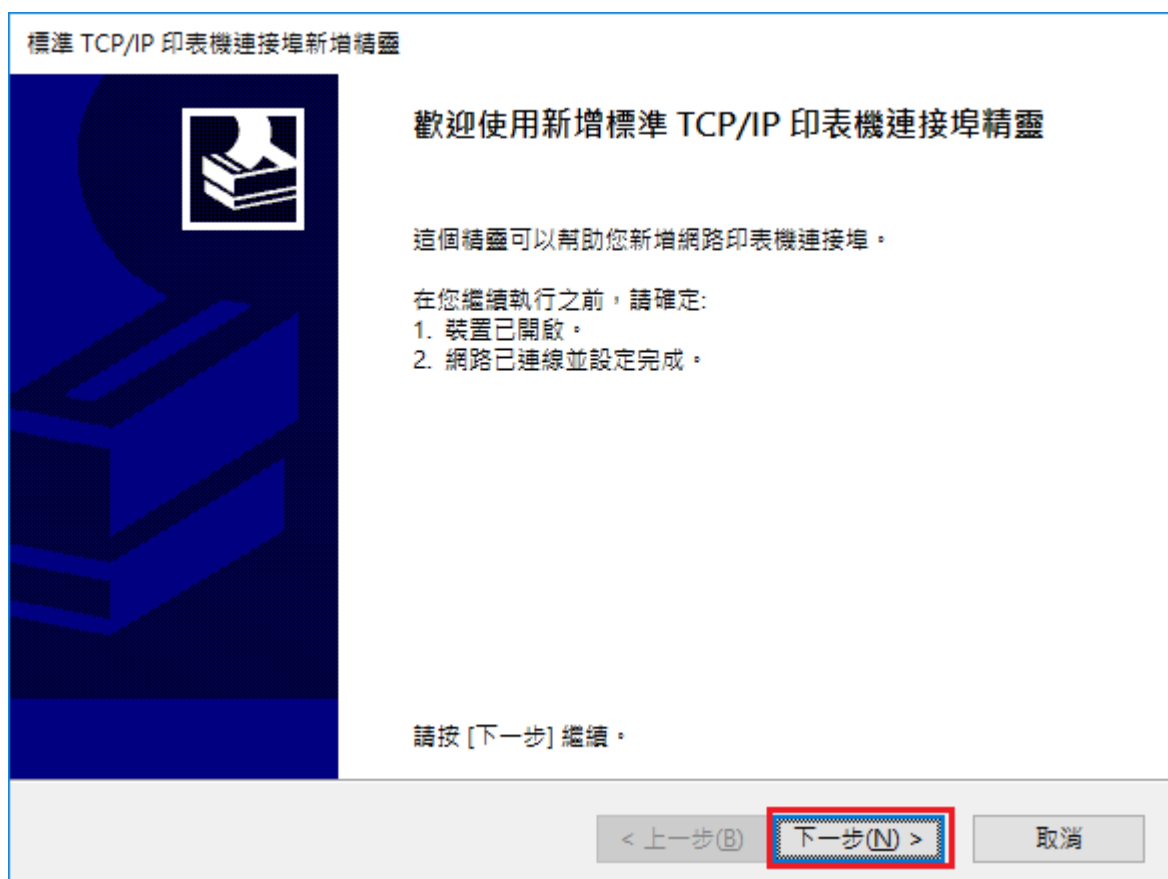 標準 TCP/IP 印表機連接埠新增精靈
歡迎使用新增標準 TCP/IP 印表機連接埠精靈
這個精靈可以幫助您新增網路印表機連接埠。
在您繼續執行之前，請確定:
1. 裝置已開啟。
2. 網路已連線並設定完成。
請按 [下一步] 繼續。
< 上一步(B) 下一步(N) > 取消